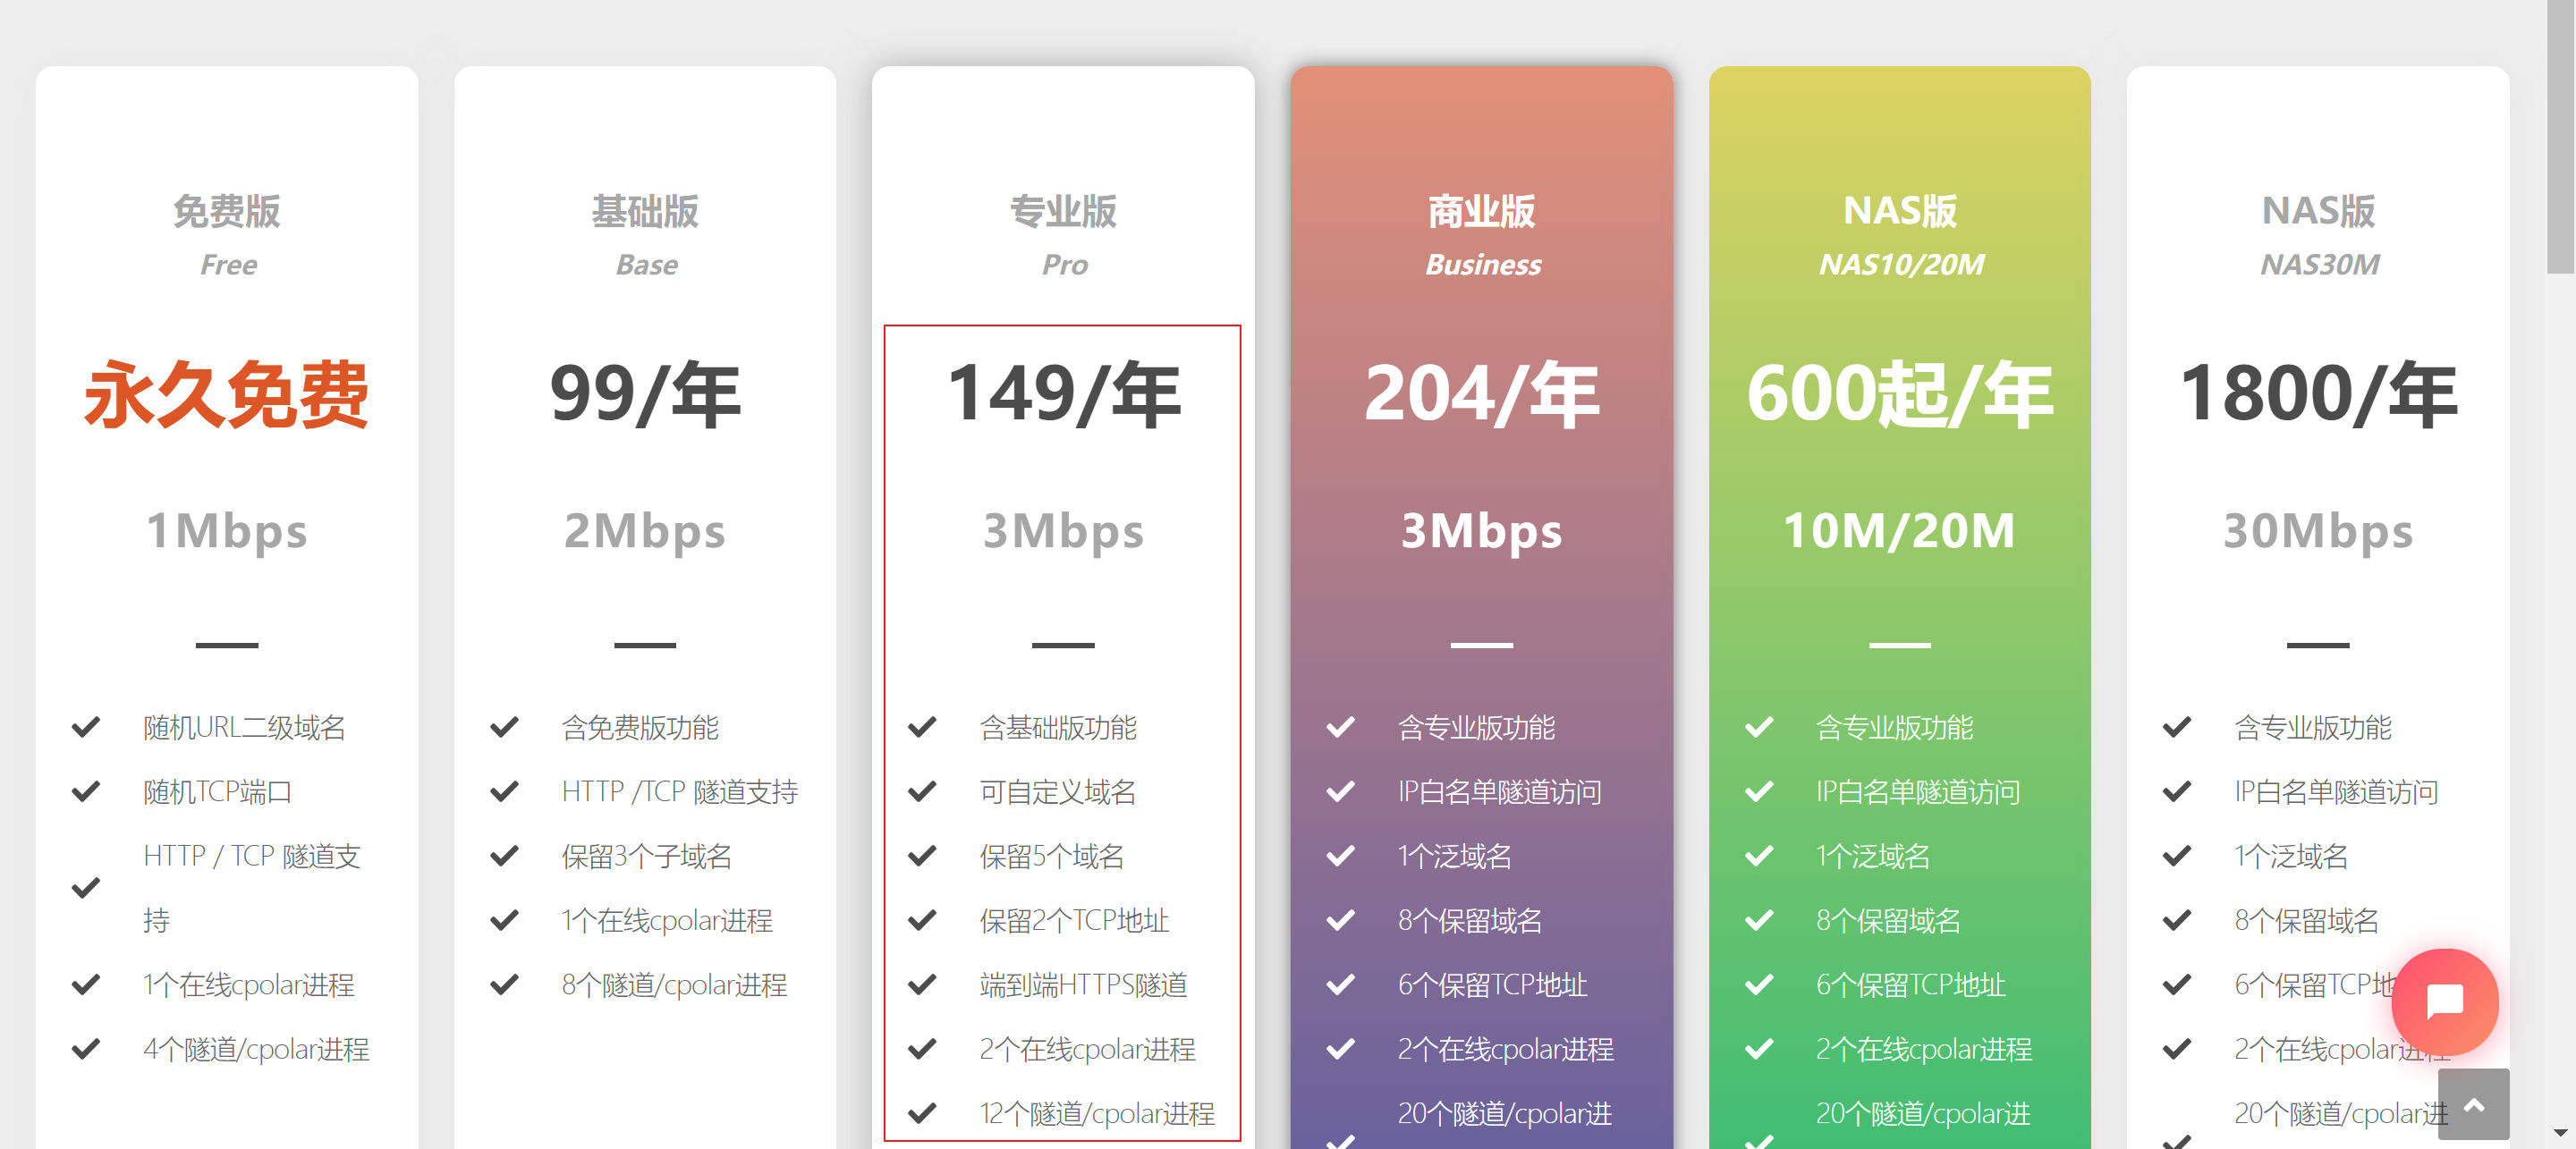 免费版
Free
永久免费
1Mbps
随机URL二级域名
随机TCP端口
HTTP / TCP 隧道支
持
1个在线cpolar进程
4个隧道/cpolar进程
基础版
Base
99/年
2Mbps
含免费版功能
HTTP /TCP 隧道支持
保留3个子域名
1个在线cpolar进程
8个隧道/cpolar进程
专业版
Pro
149/年
3Mbps
含基础版功能
可自定义域名
保留5个域名
保留2个TCP地址
端到端HTTPS隧道
2个在线cpolar进程
12个隧道/cpolar进程
商业版
Business
204/年
3Mbps
含专业版功能
IP白名单隧道访问
1个泛域名
8个保留域名
6个保留TCP地址
2个在线cpolar进程
20个隧道/cpolar进
NAS版
NAS10/20M
600起/年
10M/20M
含专业版功能
IP白名单隧道访问
1个泛域名
8个保留域名
6个保留TCP地址
2个在线cpolar进程
20个隧道/cpolar进
NAS版
NAS30M
1800/年
30Mbps
含专业版功能
IP白名单隧道访问
1个泛域名
8个保留域名
6个保留TCP地
2个在线cpolar进程
20个隧道/cpolar进